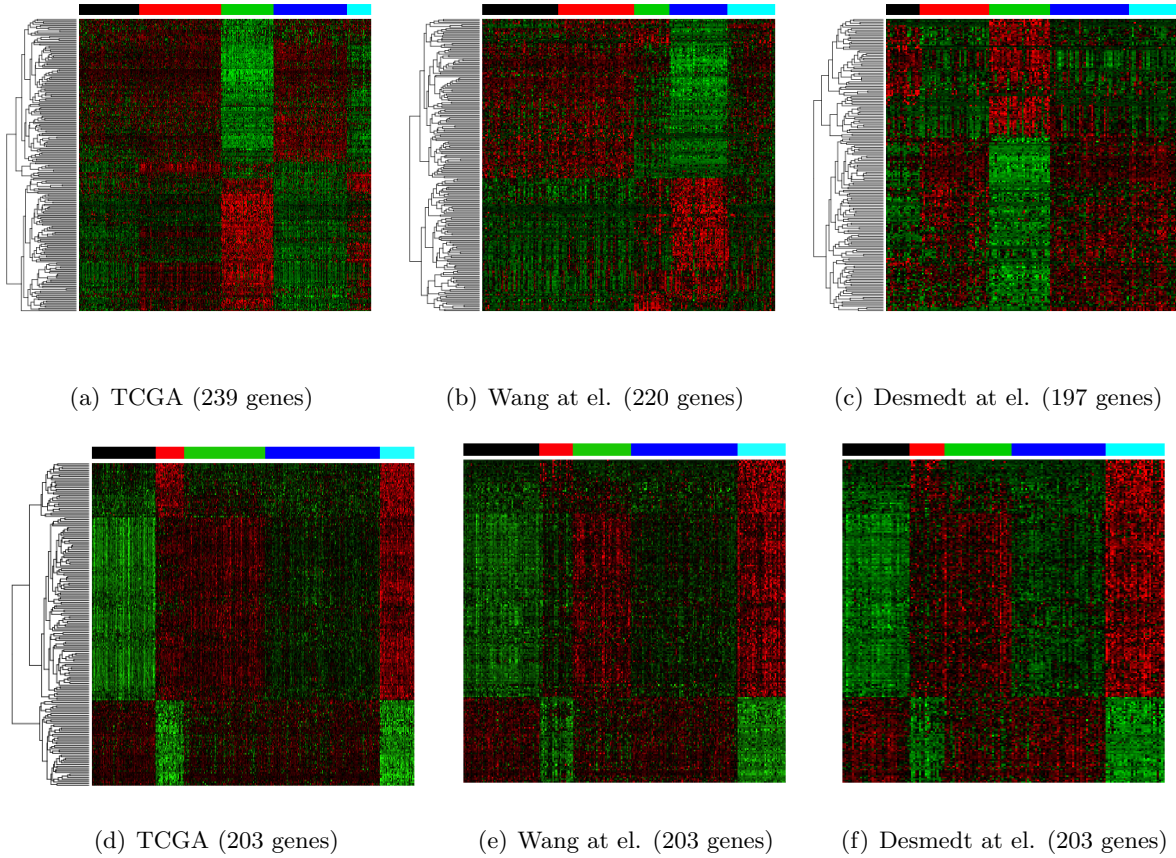 (a) TCGA (239 genes)
(b) Wang at el. (220 genes)
(c) Desmedt at el. (197 genes)
(d) TCGA (203 genes)
(e) Wang at el. (203 genes)
(f) Desmedt at el. (203 genes)